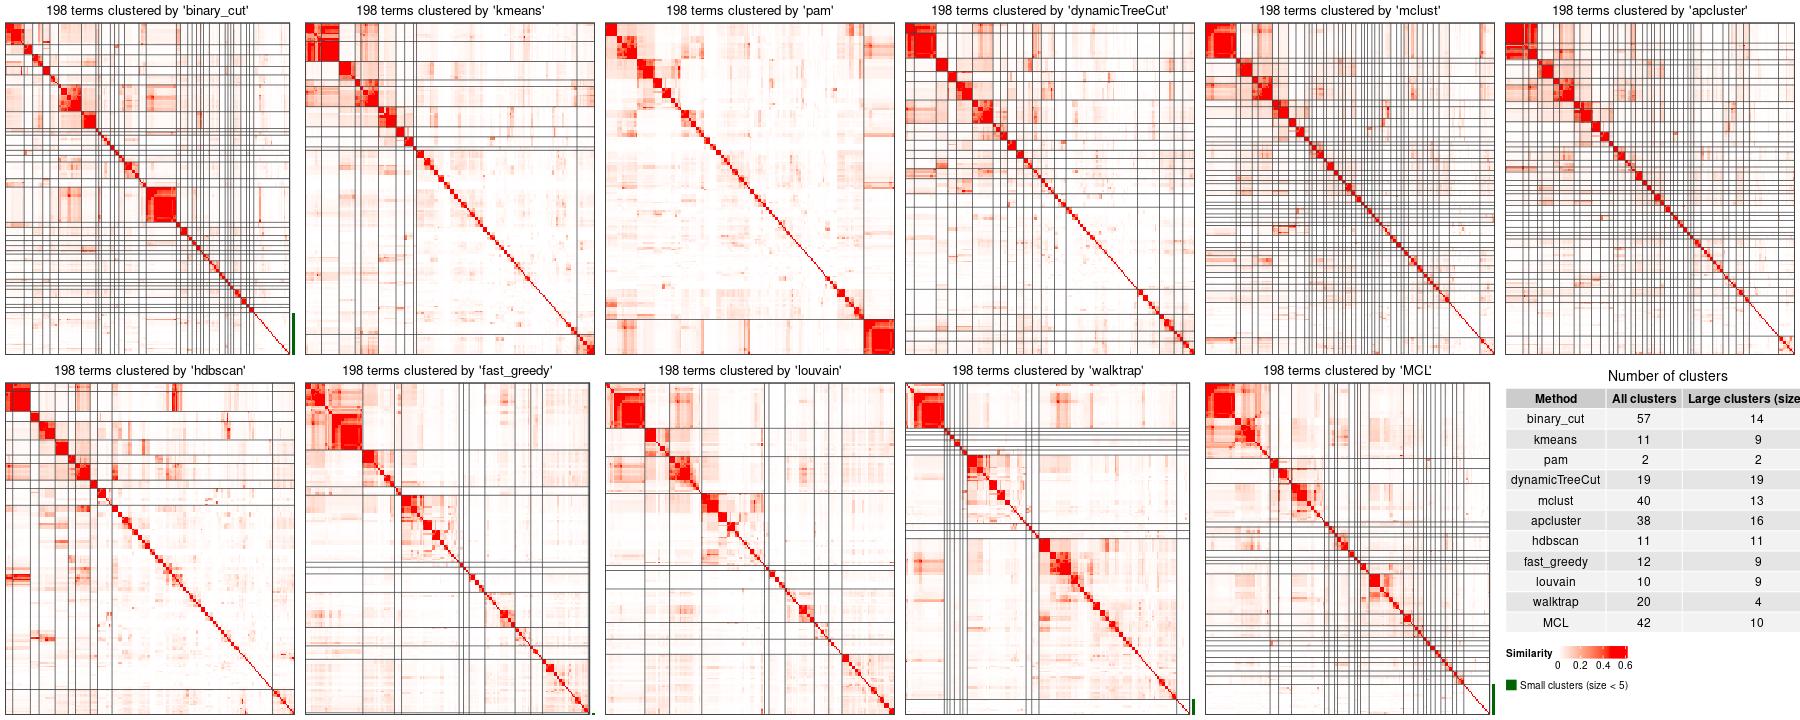 198 terms clustered by 'binary_cut'
198 terms clustered by 'kmeans'
198 terms clustered by 'pam'
198 terms clustered by 'dynamicTreeCut'
198 terms clustered by 'mclust'
198 terms clustered by 'apcluster'
198 terms clustered by 'hdbscan'
198 terms clustered by 'fast_greedy'
198 terms clustered by 'louvain'
198 terms clustered by 'walktrap'
198 terms clustered by 'MCL'
Number of clusters
Method All clusters Large clusters (size
binary_cut 57 14
kmeans 11 9
pam 2 2
dynamicTreeCut 19 19
mclust 40 13
apcluster 38 16
hdbscan 11 11
fast_greedy 12 9
louvain 10 9
walktrap 20 4
MCL 42 10
Similarity
0 0.2 0.4 0.6
Small clusters (size < 5)